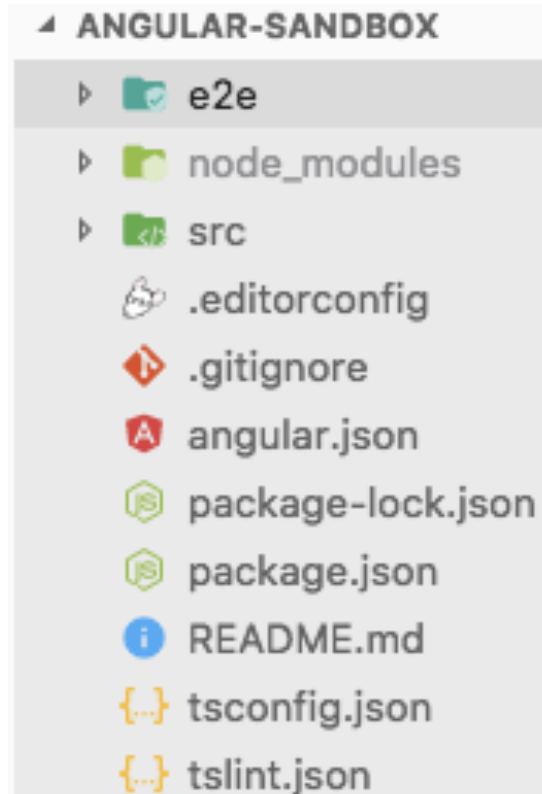 ANGULAR-SANDBOX
e2e
node_modules
src
.editorconfig
.gitignore
angular.json
package-lock.json
package.json
README.md
tsconfig.json
tslint.json